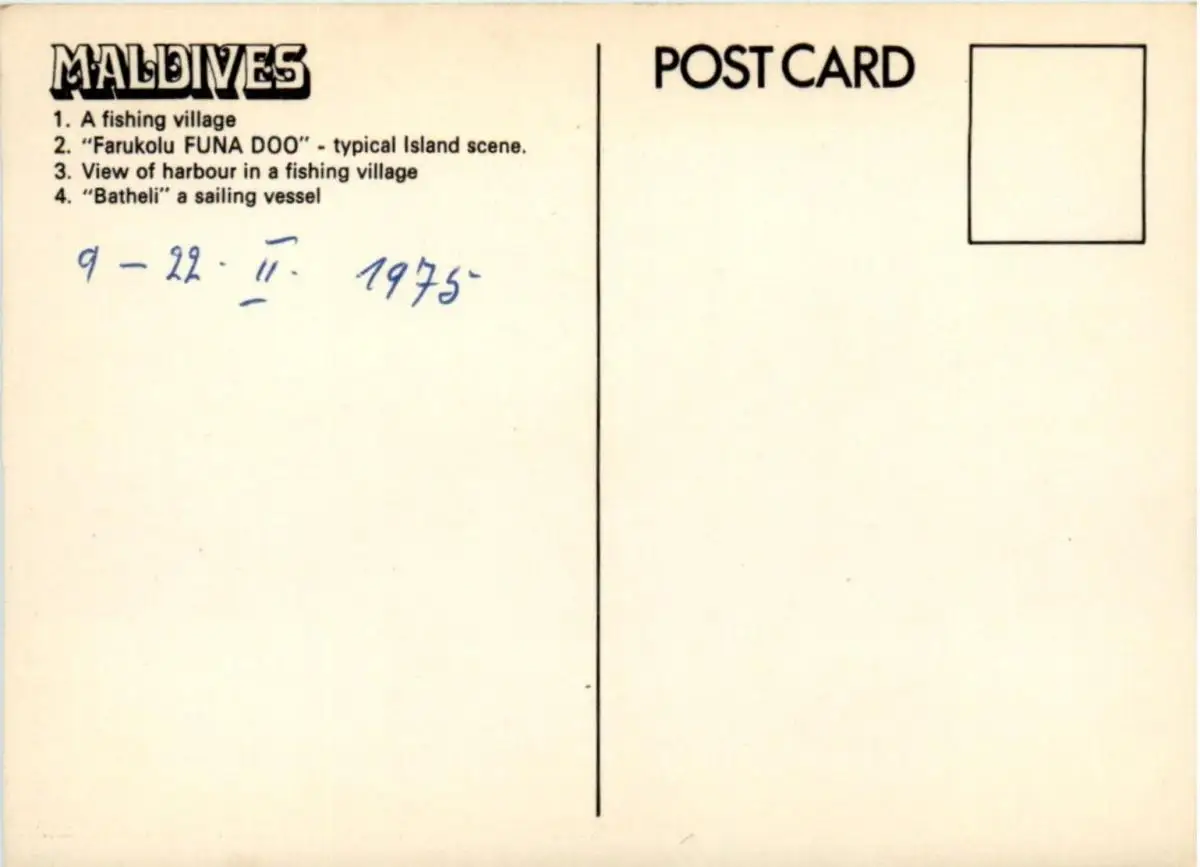 MALDIVES
1. A fishing village
2. "Farukolu FUNA DOO" - typical Island scene.
3. View of harbour in a fishing village
4. "Batheli" a sailing vessel
9 - 22. II. 1975
POST CARD